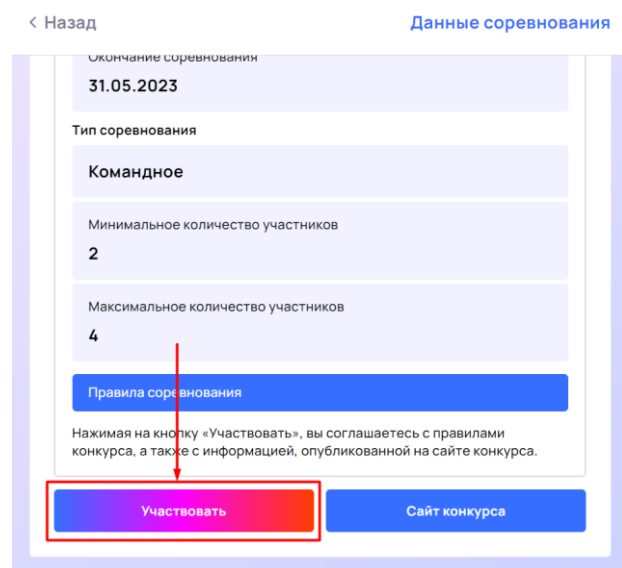 < Назад
Данные соревнования
Окончание соревнования
31.05.2023
Тип соревнования
Командное
Минимальное количество участников
2
Максимальное количество участников
4
Правила соревнования
Нажимая на кнопку «Участвовать», вы соглашаетесь с правилами
конкурса, а также с информацией, опубликованной на сайте конкурса.
Участвовать
Сайт конкурса